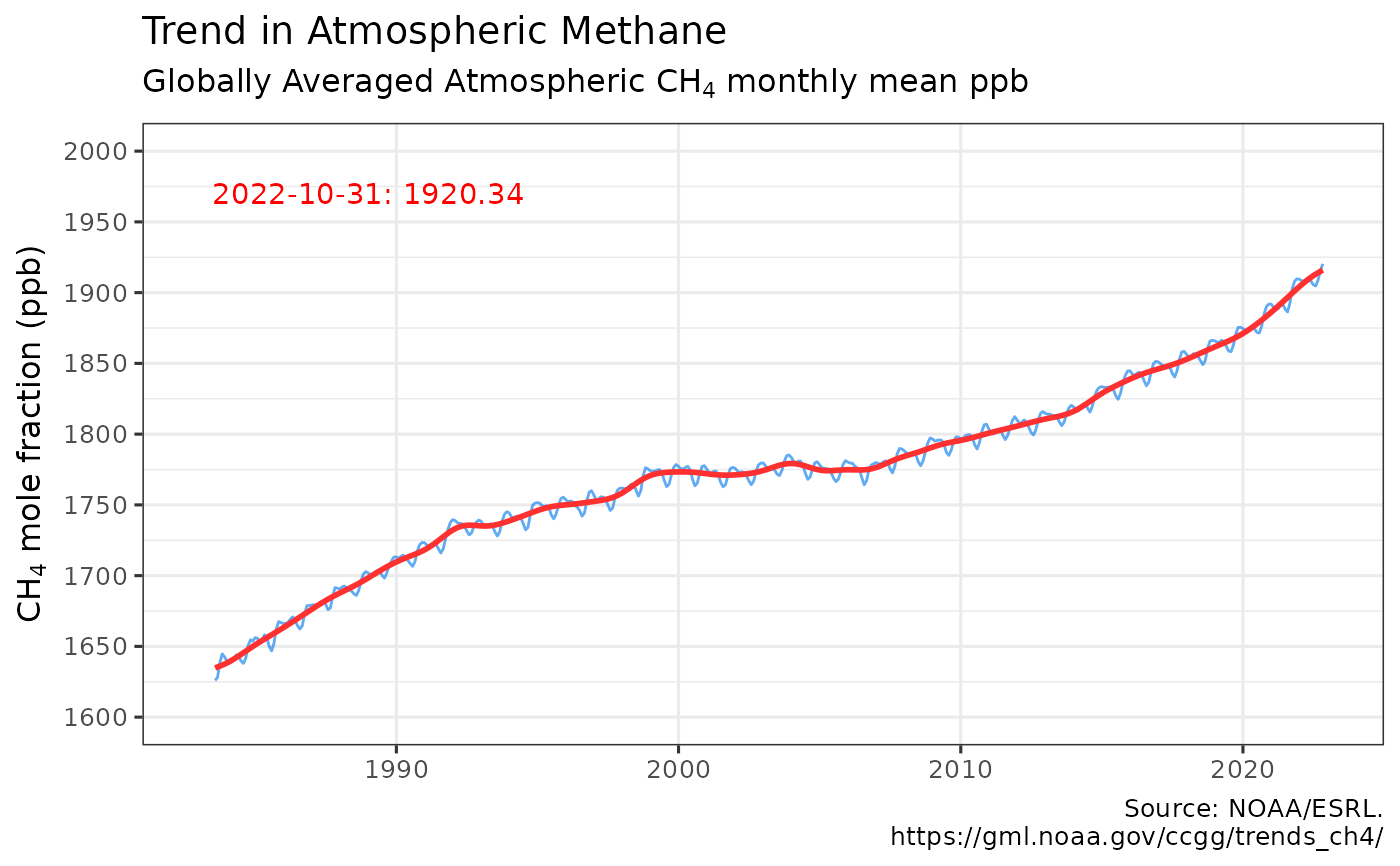 Trend in Atmospheric Methane
Globally Averaged Atmospheric CH₄ monthly mean ppb
CH₄ mole fraction (ppb)
2000
1950
1900
1850
1800
1750
1700
1650
1600
2022-10-31: 1920.34
1990
2000
2010
2020
Source: NOAA/ESRL.
https://gml.noaa.gov/ccgg/trends_ch4/